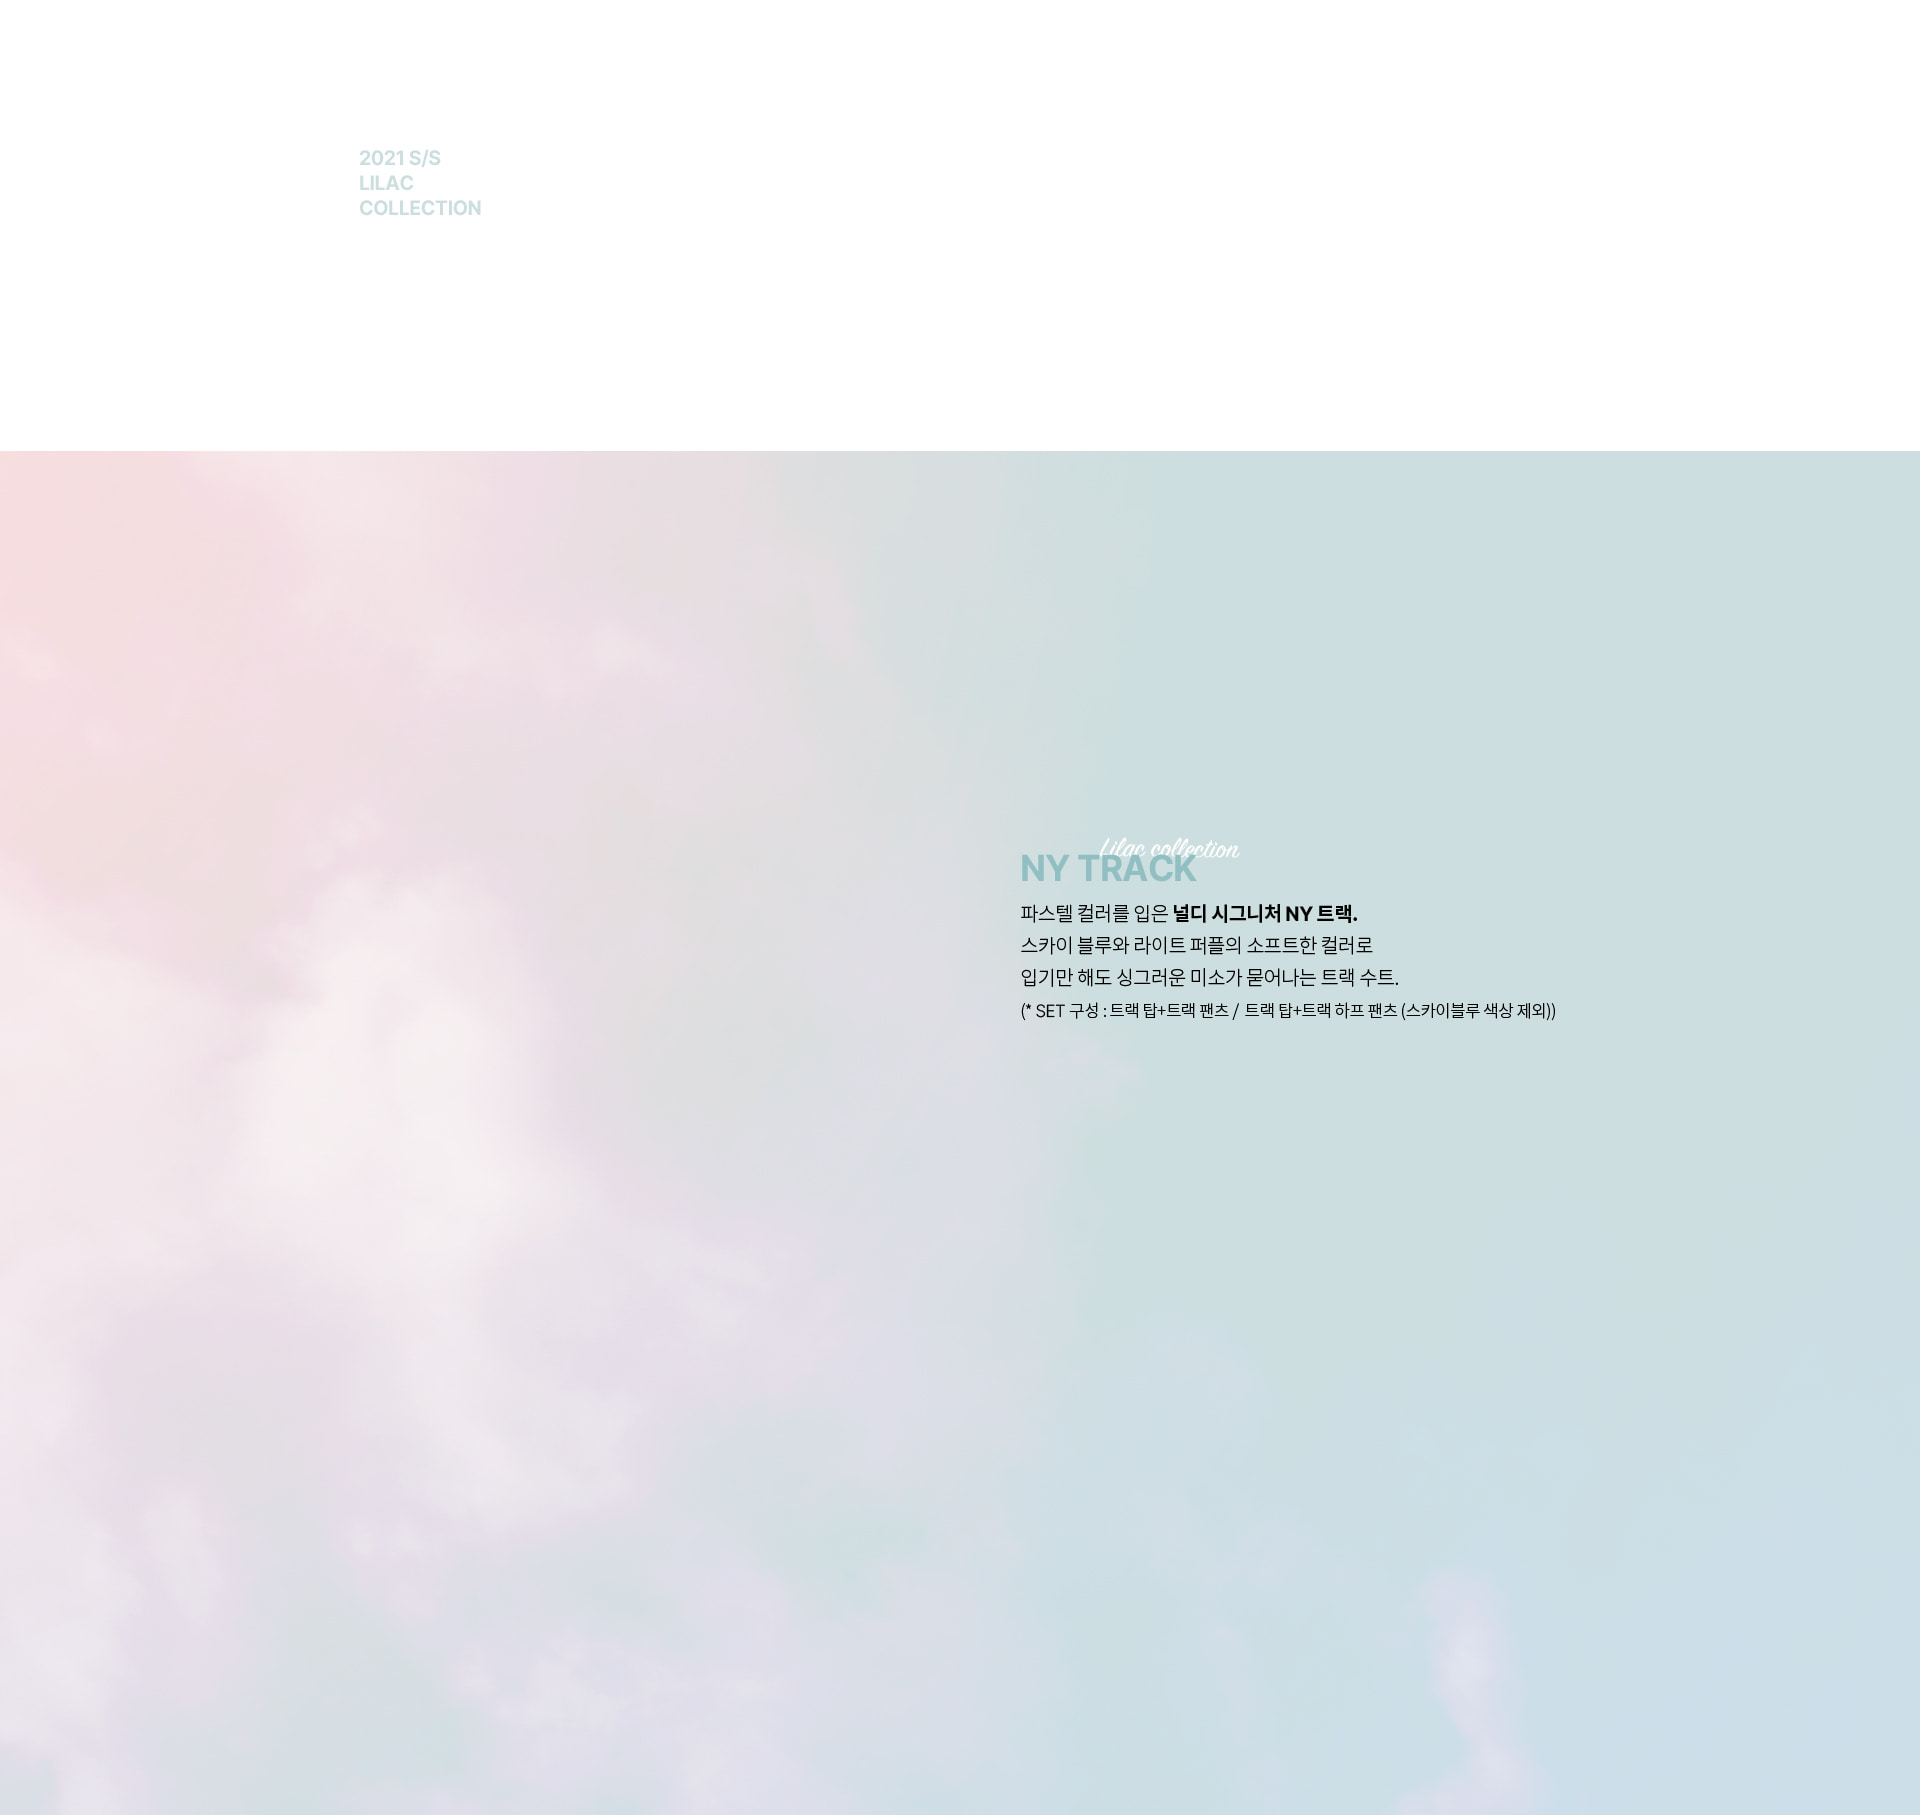 2021 S/S
LILAC
COLLECTION
Lilac collection
NY TRACK
파스텔 컬러를 입은 널디 시그니처 NY 트랙.
스카이 블루와 라이트 퍼플의 소프트한 컬러로
입기만 해도 싱그러운 미소가 묻어나는 트랙 수트.
(* SET 구성 : 트랙 탑+트랙 팬츠 / 트랙 탑+트랙 하프 팬츠 (스카이블루 색상 제외))